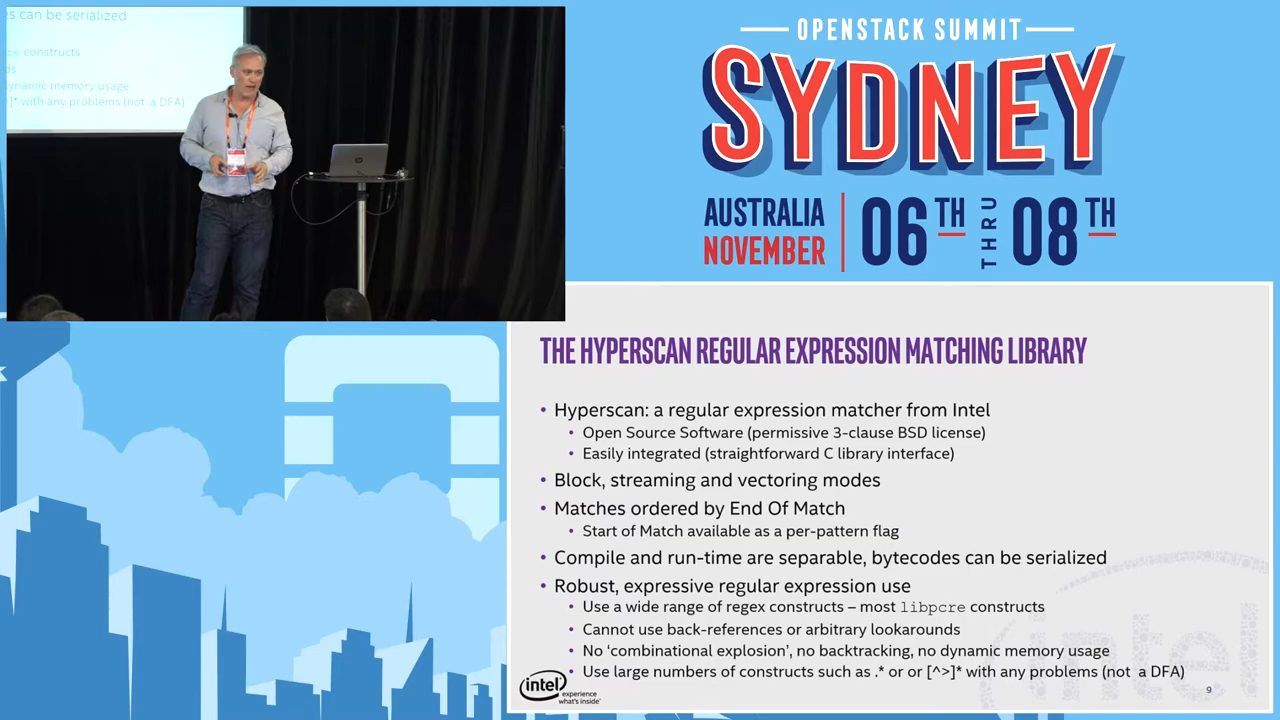 es can be serialized
ce constructs
ds
ynamic memory usage
>]* with any problems (not a DFA)
OPENSTACK SUMMIT
SYDNEY
AUSTRALIA
NOVEMBER
06TH THRU 08TH
THE HYPERSCAN REGULAR EXPRESSION MATCHING LIBRARY
• Hyperscan: a regular expression matcher from Intel
• Open Source Software (permissive 3-clause BSD license)
• Easily integrated (straightforward C library interface)
• Block, streaming and vectoring modes
• Matches ordered by End Of Match
• Start of Match available as a per-pattern flag
• Compile and run-time are separable, bytecodes can be serialized
• Robust, expressive regular expression use
• Use a wide range of regex constructs – most libpcre constructs
• Cannot use back-references or arbitrary lookarounds
• No ‘combinational explosion’, no backtracking, no dynamic memory usage
• Use large numbers of constructs such as .* or or [^>]* with any problems (not a DFA)
intel
experience
what's inside™
intel
9